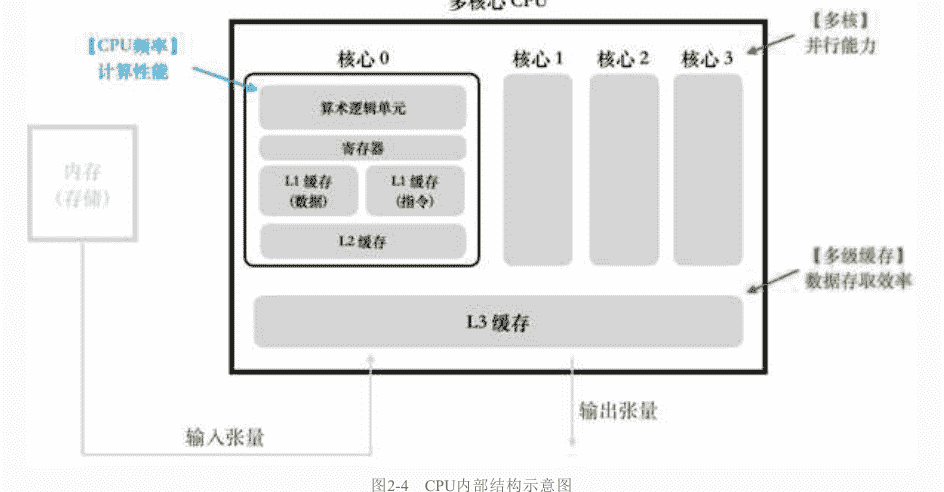 多核心 CPU
【CPU频率】
计算性能
【多核】
并行能力
核心 0
核心 1
核心 2
核心 3
算术逻辑单元
寄存器
L1 缓存
(数据)
L1 缓存
(指令)
L2 缓存
内存
(存储)
【多级缓存】
数据存取效率
L3 缓存
输入张量
输出张量
图2-4 CPU内部结构示意图